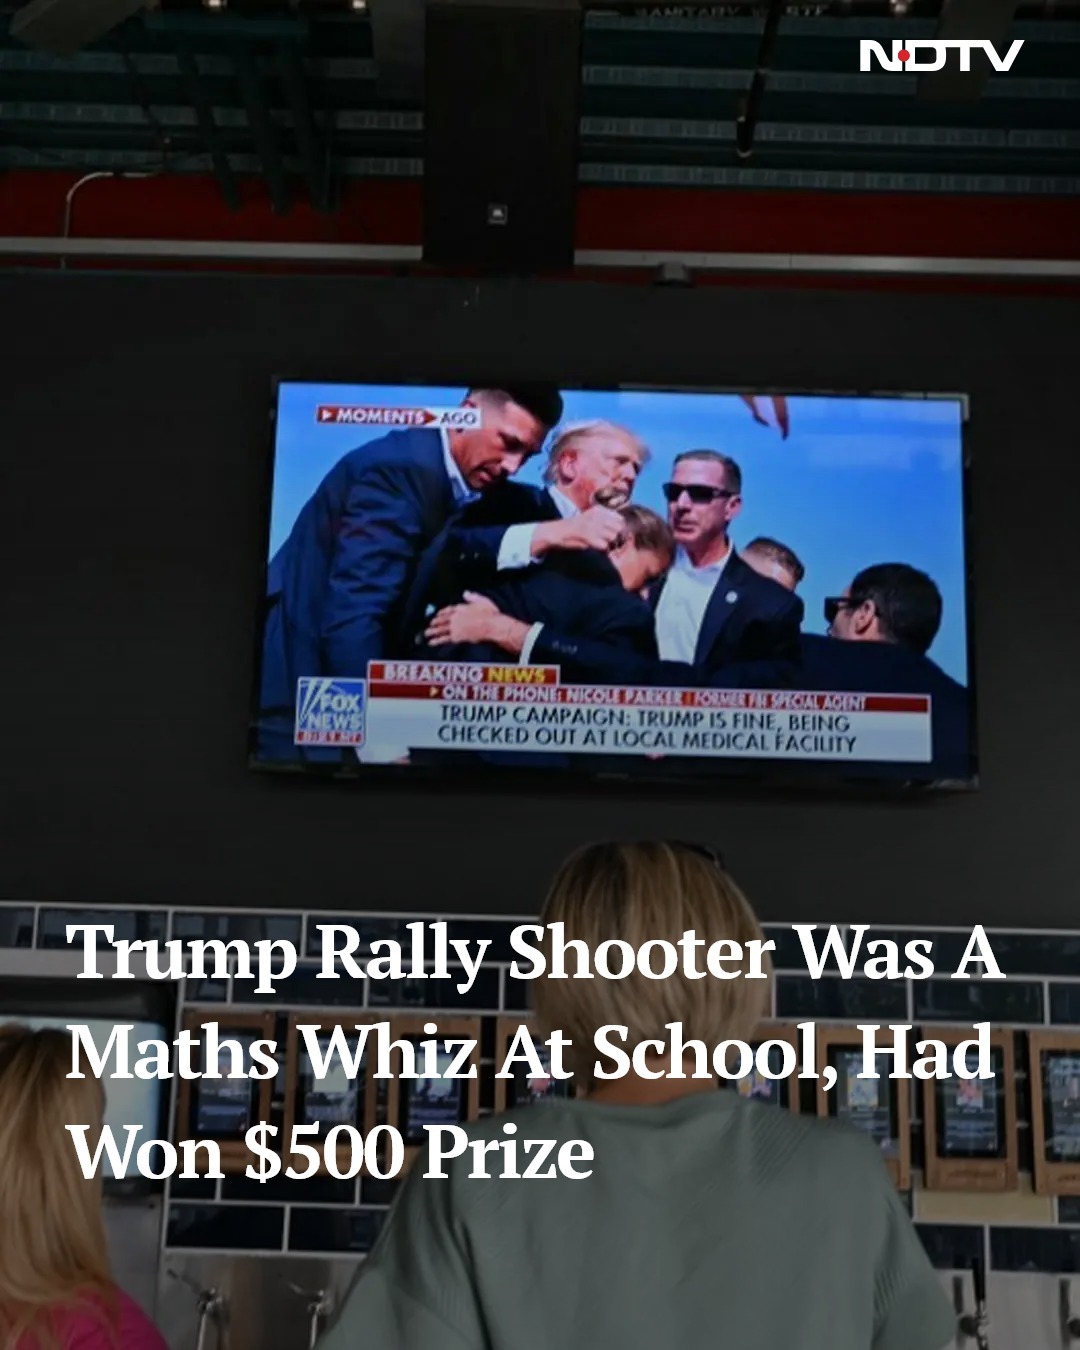 SANITARY WASTE
NDTV
MOMENTS AGO
BREAKING NEWS
ON THE PHONE: NICOLE PARKER | FORMER FBI SPECIAL AGENT
FOX
NEWS
TRUMP CAMPAIGN: TRUMP IS FINE, BEING
CHECKED OUT AT LOCAL MEDICAL FACILITY
Trump Rally Shooter Was A
Maths Whiz At School, Had
Won $500 Prize